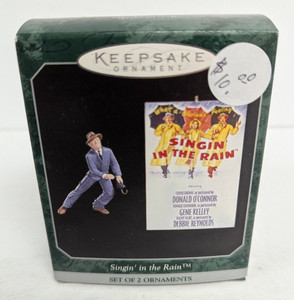 KEEPSAKE
ORNAMENT
$10.00
SINGIN'
IN THE RAIN
DONALD O'CONNOR
GENE KELLEY
DEBBIE REYNOLDS
Singin' in the Rain™
SET OF 2 ORNAMENTS